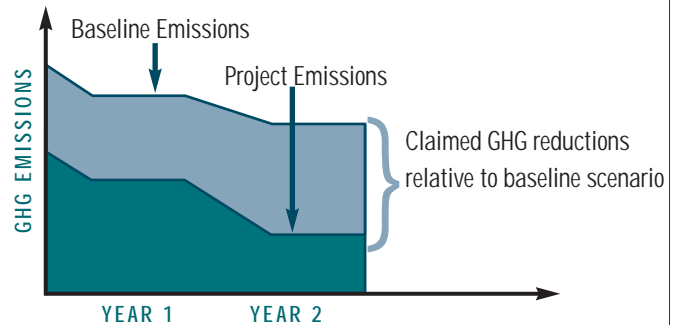 Baseline Emissions
Project Emissions
GHG EMISSIONS
Claimed GHG reductions
relative to baseline scenario
YEAR 1
YEAR 2